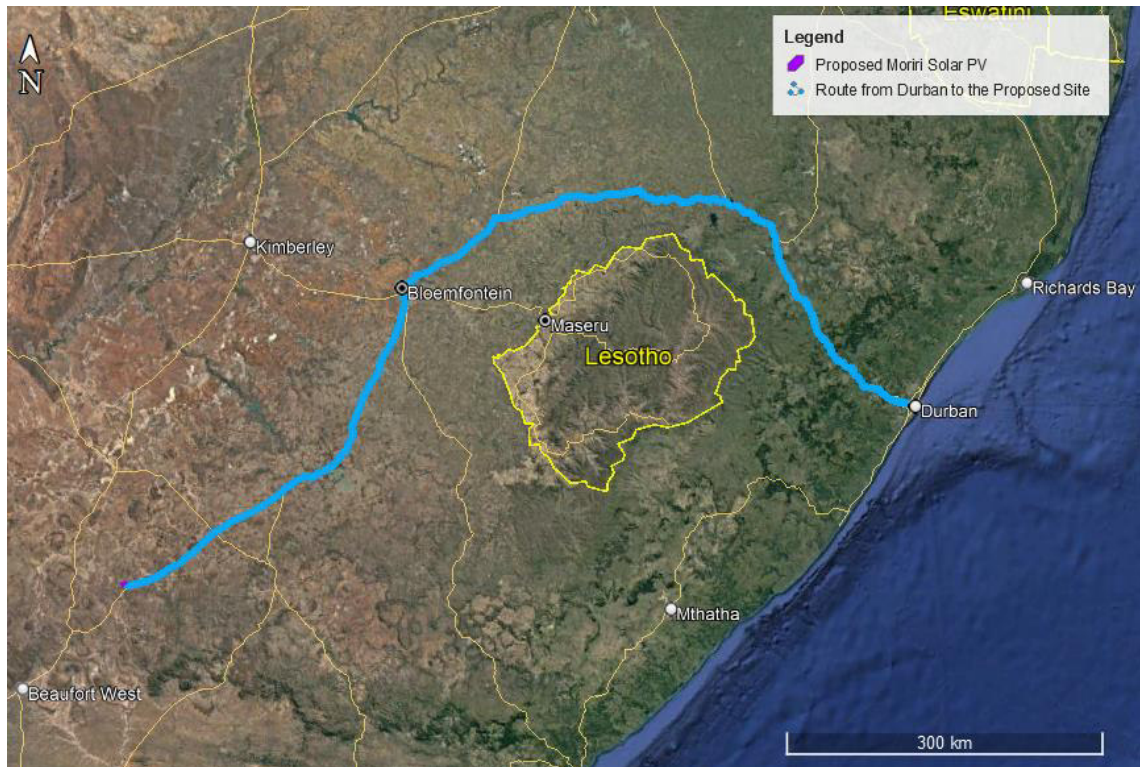 Eswatini
Legend
Proposed Moriri Solar PV
Route from Durban to the Proposed Site
N
Kimberley
Bloemfontein
Richards Bay
Maseru
Lesotho
Durban
Mthatha
Beaufort West
300 km